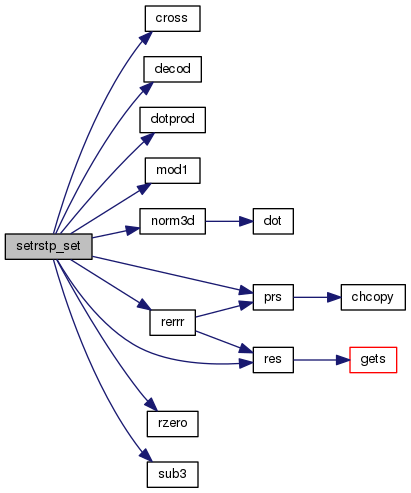 cross
decod
dotprod
mod1
setrstp_set
norm3d
dot
prs
chcopy
rerrr
res
gets
rzero
sub3